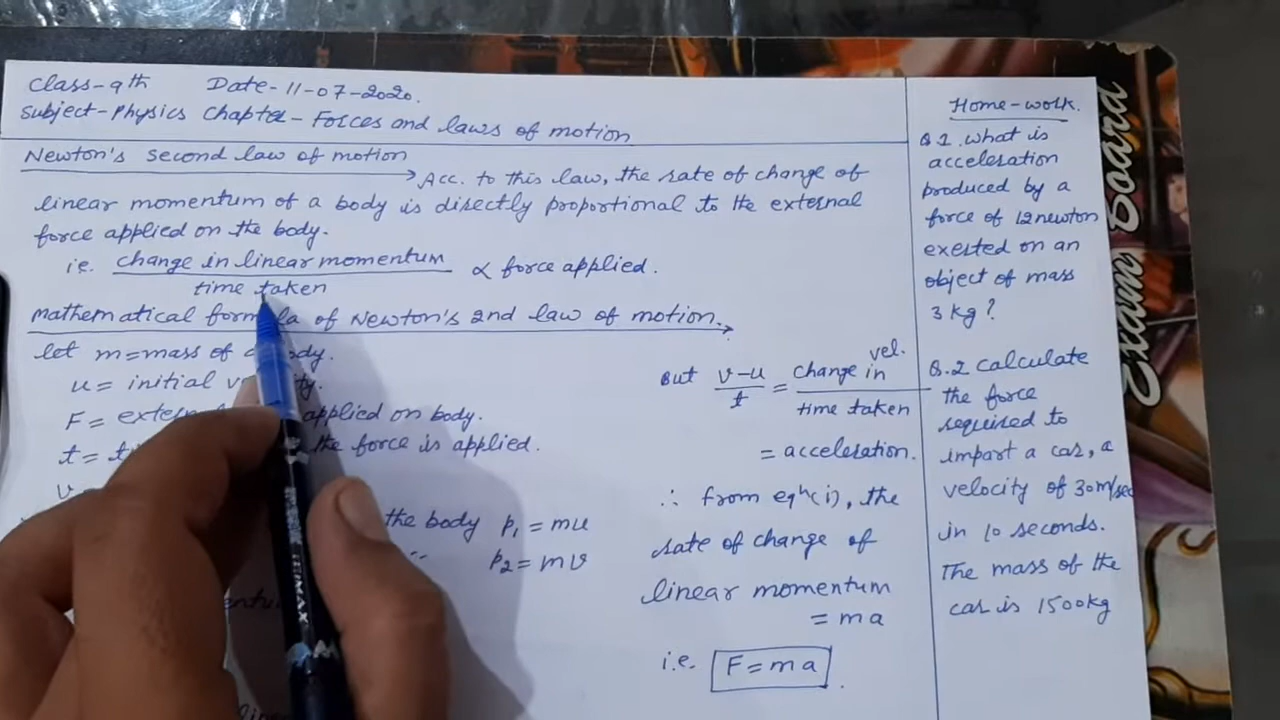 Class-9th Date-11-07-2020.
Subject-Physics Chapter-Forces and laws of motion
Newton's second law of motion
Acc. to this law, the rate of change of
linear momentum of a body is directly proportional to the external
force applied on the body.
i.e. change in linear momentum ∝ force applied.
time taken
Mathematical formula of Newton's 2nd law of motion.
let m=mass of body.
u = initial
F = applied on body.
t = the force is applied.
the body p₁ = mu
" p₂ = mv
But v-u/t = change in vel./time taken
= acceleration.
∴ from eqⁿ(i), the
rate of change of
linear momentum
= ma
i.e. F = ma
Home-work.
Q.1. what is
acceleration
produced by a
force of 12 newton
exerted on an
object of mass
3 kg?
Q.2 calculate
the force
required to
impart a car, a
velocity of 30m/sec
in 10 seconds.
The mass of the
car is 1500kg
Exam Board